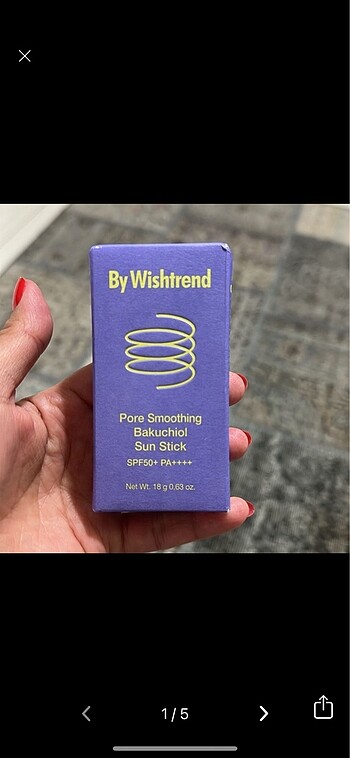 By Wishtrend
Pore Smoothing
Bakuchiol
Sun Stick
SPF50+ PA++++
Net Wt. 18 g 0.63 oz.
1 / 5